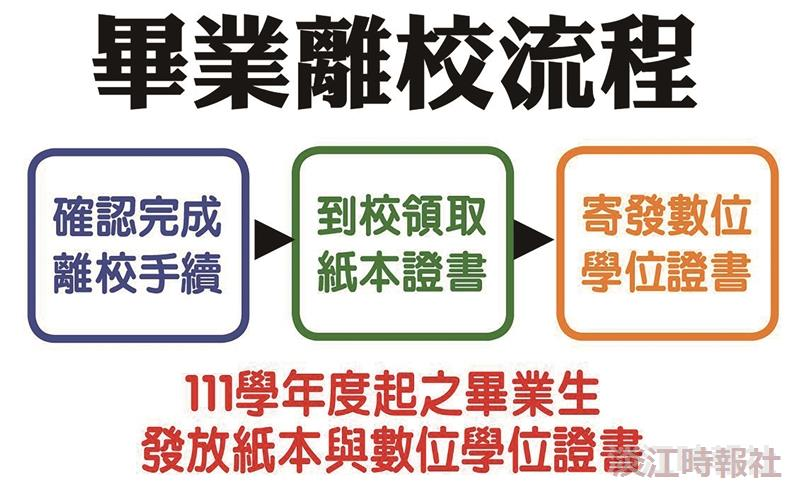 畢業離校流程
確認完成
離校手續
到校領取
紙本證書
寄發數位
學位證書
111學年度起之畢業生
發放紙本與數位學位證書
淡江時報社